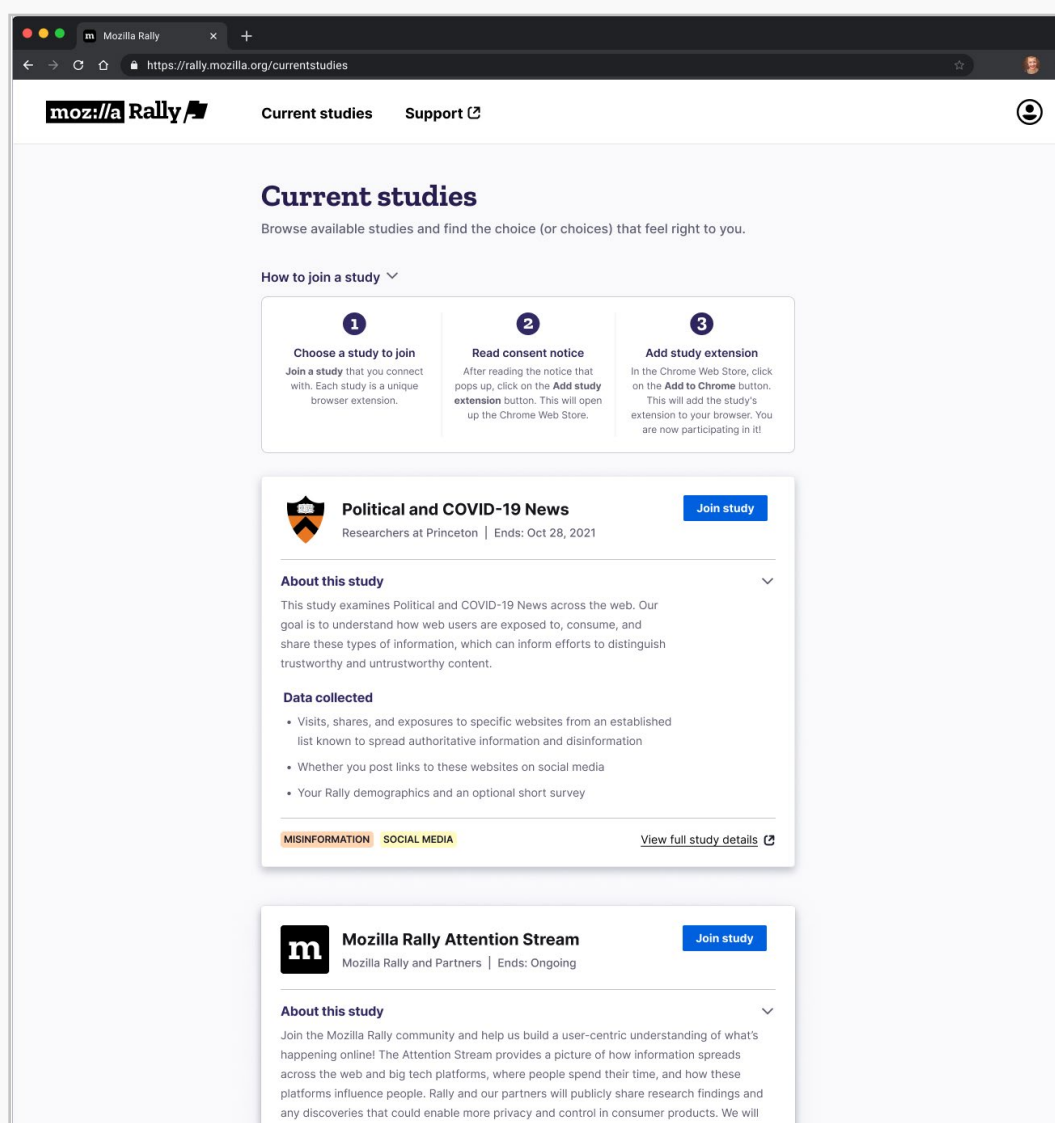 m Mozilla Rally
https://rally.mozilla.org/currentstudies
moz://a Rally
Current studies
Support
Current studies
Browse available studies and find the choice (or choices) that feel right to you.
How to join a study
1
Choose a study to join
Join a study that you connect
with. Each study is a unique
browser extension.
2
Read consent notice
After reading the notice that
pops up, click on the Add study
extension button. This will open
up the Chrome Web Store.
3
Add study extension
In the Chrome Web Store, click
on the Add to Chrome button.
This will add the study's
extension to your browser. You
are now participating in it!
Political and COVID-19 News
Researchers at Princeton | Ends: Oct 28, 2021
Join study
About this study
This study examines Political and COVID-19 News across the web. Our
goal is to understand how web users are exposed to, consume, and
share these types of information, which can inform efforts to distinguish
trustworthy and untrustworthy content.
Data collected
• Visits, shares, and exposures to specific websites from an established
list known to spread authoritative information and disinformation
• Whether you post links to these websites on social media
• Your Rally demographics and an optional short survey
MISINFORMATION SOCIAL MEDIA
View full study details
m
Mozilla Rally Attention Stream
Mozilla Rally and Partners | Ends: Ongoing
Join study
About this study
Join the Mozilla Rally community and help us build a user-centric understanding of what's
happening online! The Attention Stream provides a picture of how information spreads
across the web and big tech platforms, where people spend their time, and how these
platforms influence people. Rally and our partners will publicly share research findings and
any discoveries that could enable more privacy and control in consumer products. We will